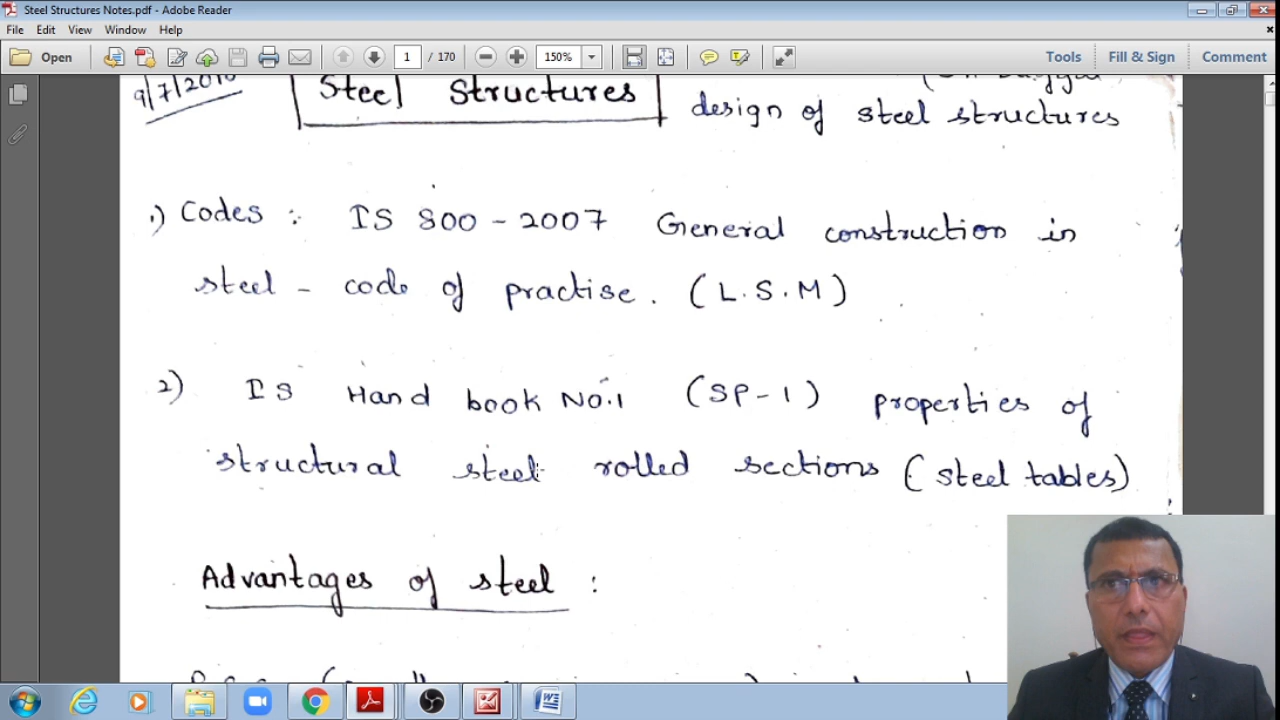 Steel Structures Notes.pdf - Adobe Reader
File Edit View Window Help
Open 1 / 170 150% Tools Fill & Sign Comment
Steel Structures
design of steel structures
1) Codes : IS 800 - 2007 General construction in
steel - code of practise. (L.S.M)
2) IS Hand book No.1 (SP-1) properties of
structural steel rolled sections (steel tables)
Advantages of steel :